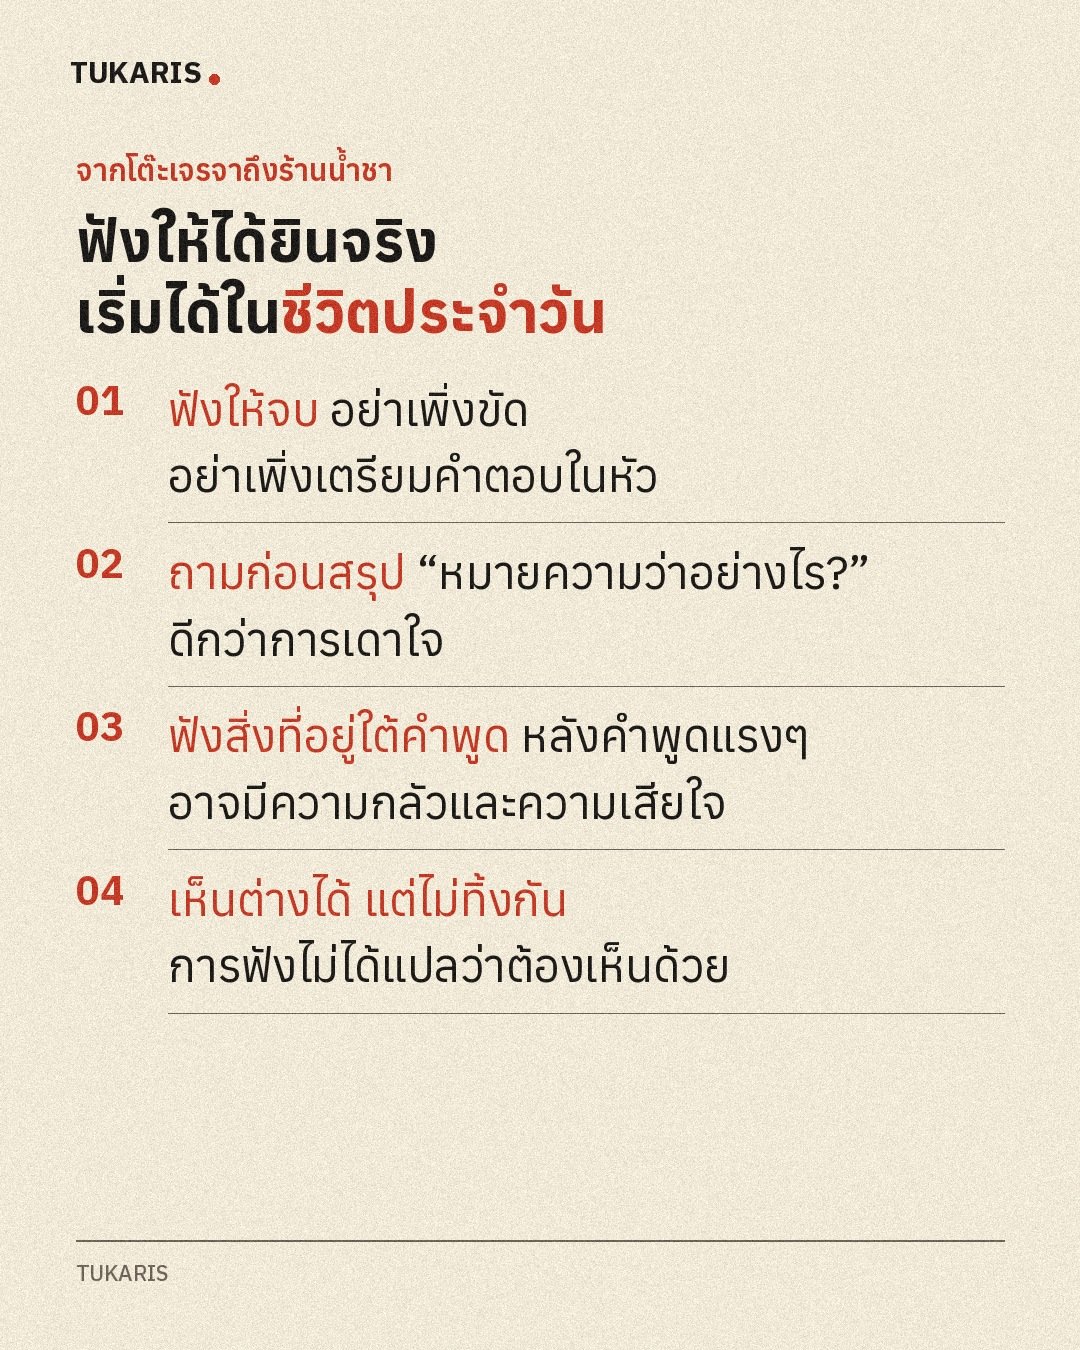 TUKARIS
จากโต๊ะเจรจาถึงร้านน้ำชา
ฟังให้ได้ยินจริง
เริ่มได้ในชีวิตประจำวัน
01 ฟังให้จบ อย่าเพิ่งขัด
อย่าเพิ่งเตรียมคำตอบในหัว
02 ถามก่อนสรุป “หมายความว่าอย่างไร?”
ดีกว่าการเดาใจ
03 ฟังสิ่งที่อยู่ใต้คำพูด หลังคำพูดแรงๆ
อาจมีความกลัวและความเสียใจ
04 เห็นต่างได้ แต่ไม่ทิ้งกัน
การฟังไม่ได้แปลว่าต้องเห็นด้วย
TUKARIS